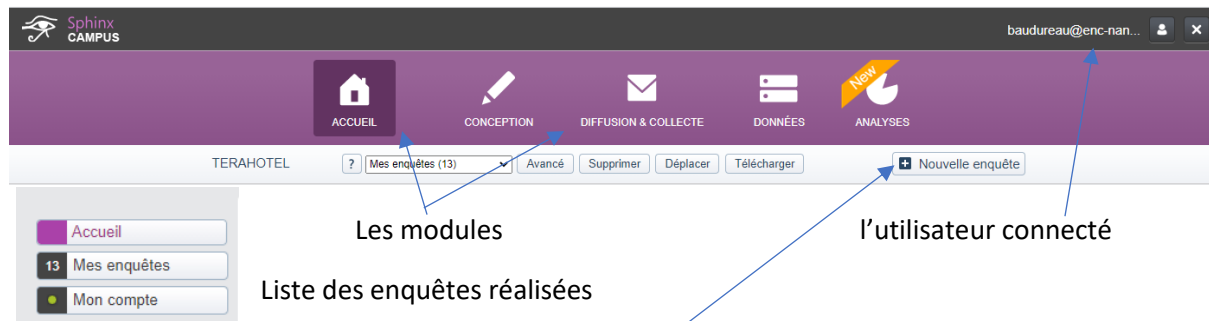 Sphinx
CAMPUS
baudureau@enc-nan...
New
ACCUEIL CONCEPTION DIFFUSION & COLLECTE DONNÉES ANALYSES
TERAHOTEL ? Mes enquêtes (13) Avancé Supprimer Déplacer Télécharger Nouvelle enquête
Accueil
Les modules l’utilisateur connecté
13 Mes enquêtes
Liste des enquêtes réalisées
Mon compte